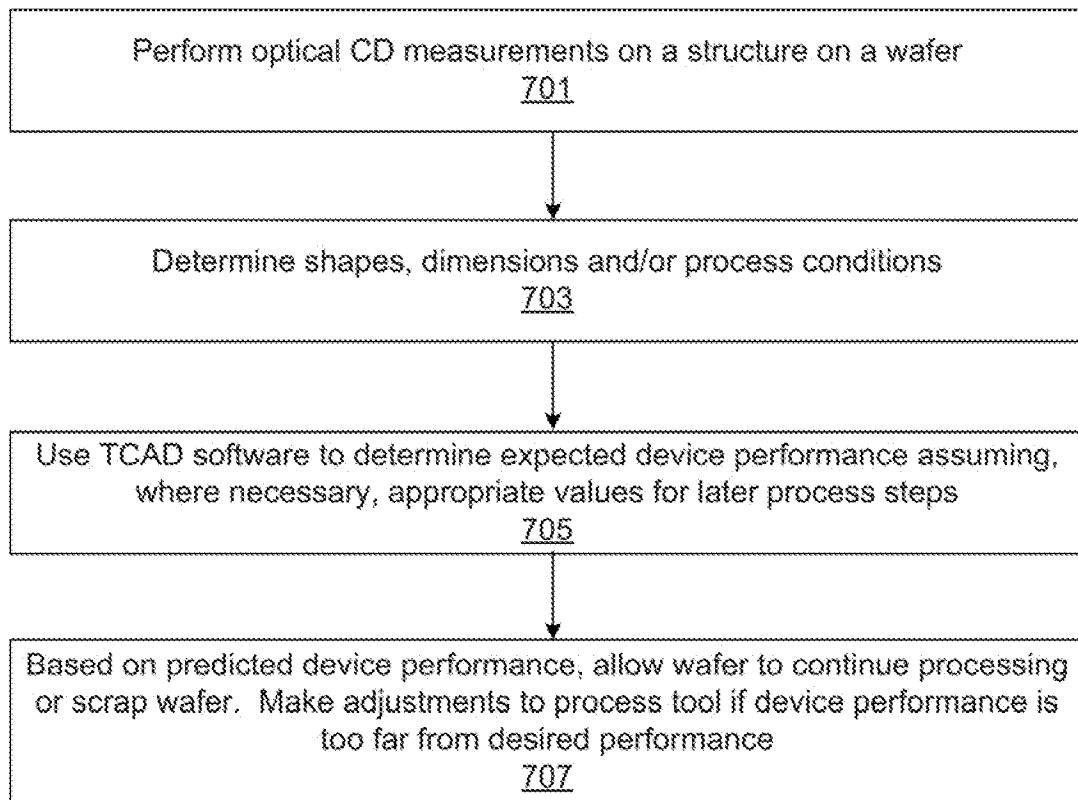 Perform optical CD measurements on a structure on a wafer
701
Determine shapes, dimensions and/or process conditions
703
Use TCAD software to determine expected device performance assuming,
where necessary, appropriate values for later process steps
705
Based on predicted device performance, allow wafer to continue processing
or scrap wafer. Make adjustments to process tool if device performance is
too far from desired performance
707